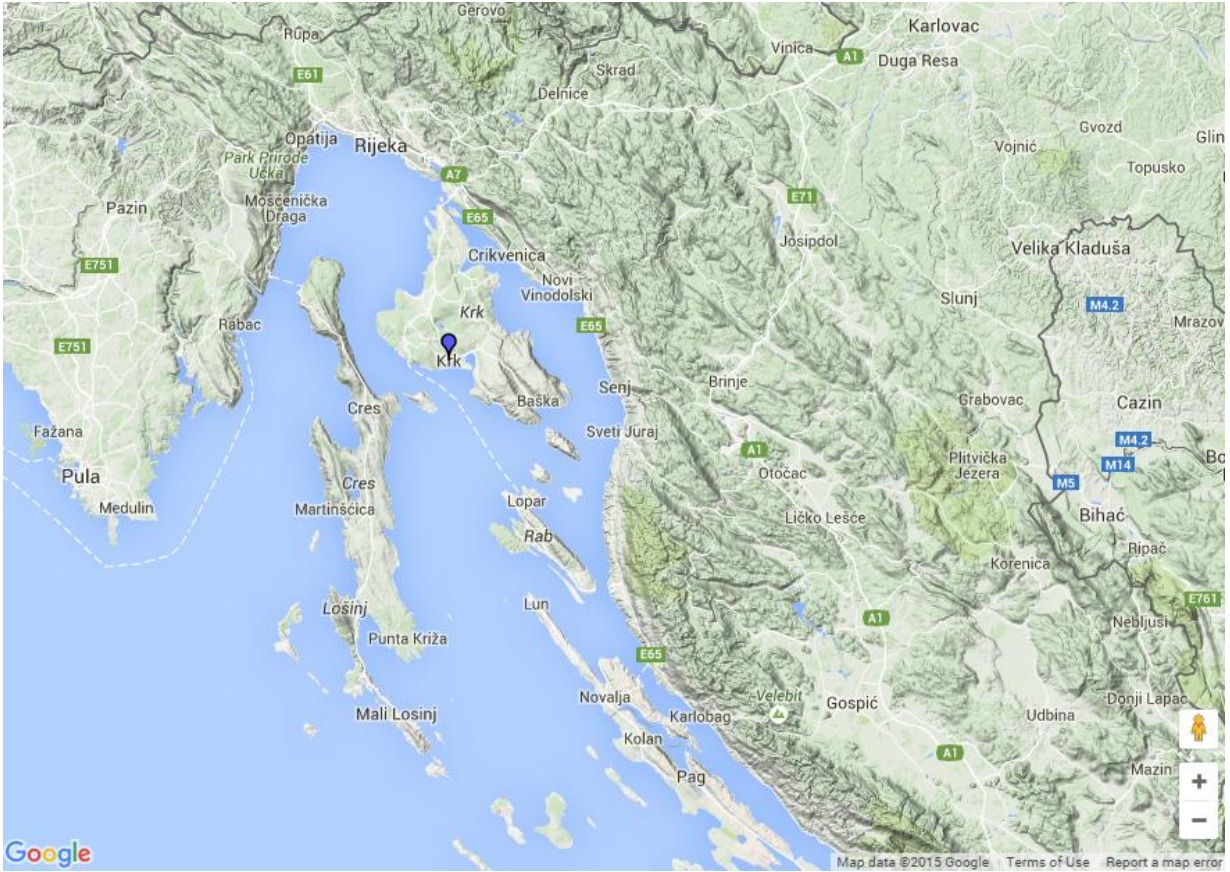 Gerovo
Karlovac
Rupa
Vinica
A1
Duga Resa
E61
Skrad
Delnice
Gvozd
Glin
Opatija
Rijeka
Vojnić
Park Prirode
Učka
Topusko
A7
Mošćenička
Draga
E71
Pazin
E65
Josipdol
Velika Kladuša
Crikvenica
E751
Novi
Vinodolski
Slunj
M4.2
Krk
Mrazov
Rabac
E65
E751
Krk
Senj
Brinje
Baška
Grabovac
Cazin
Cres
Fažana
Sveti Juraj
M4.2
A1
Plitvička
Jezera
Bo
M14
Pula
Otočac
Cres
M5
Medulin
Martinšćica
Lopar
Ličko Lešće
Bihać
Rab
Ripač
Korenica
E761
Lun
Lošinj
A1
Nebljusi
Punta Križa
E65
Novalja
Velebit
Donji Lapac
Gospić
Mali Losinj
Karlobag
Udbina
Kolan
A1
Mazin
Pag
+
−
Google
Map data ©2015 Google
Terms of Use
Report a map error